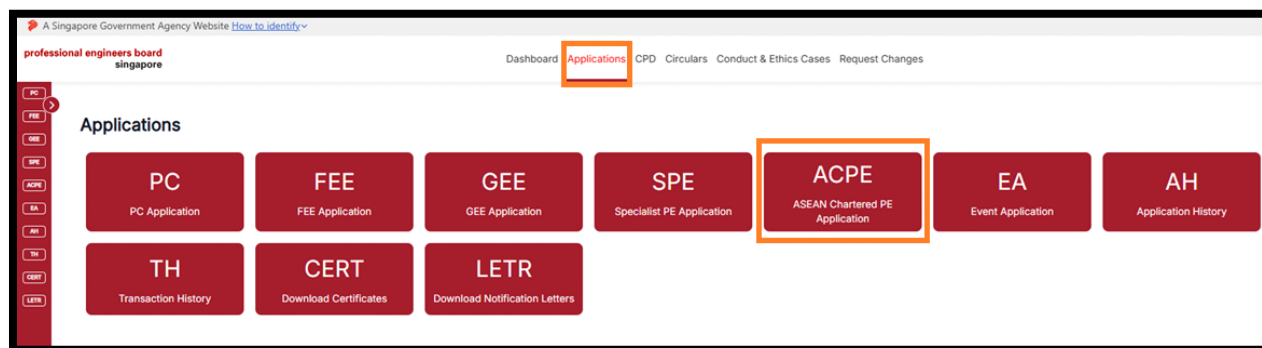 A Singapore Government Agency Website How to identify
professional engineers board
singapore
Dashboard Applications CPD Circulars Conduct & Ethics Cases Request Changes
PC
FEE
GEE
SPE
ACPE
EA
AH
TH
CERT
LETR
Applications
PC
PC Application
FEE
FEE Application
GEE
GEE Application
SPE
Specialist PE Application
ACPE
ASEAN Chartered PE
Application
EA
Event Application
AH
Application History
TH
Transaction History
CERT
Download Certificates
LETR
Download Notification Letters